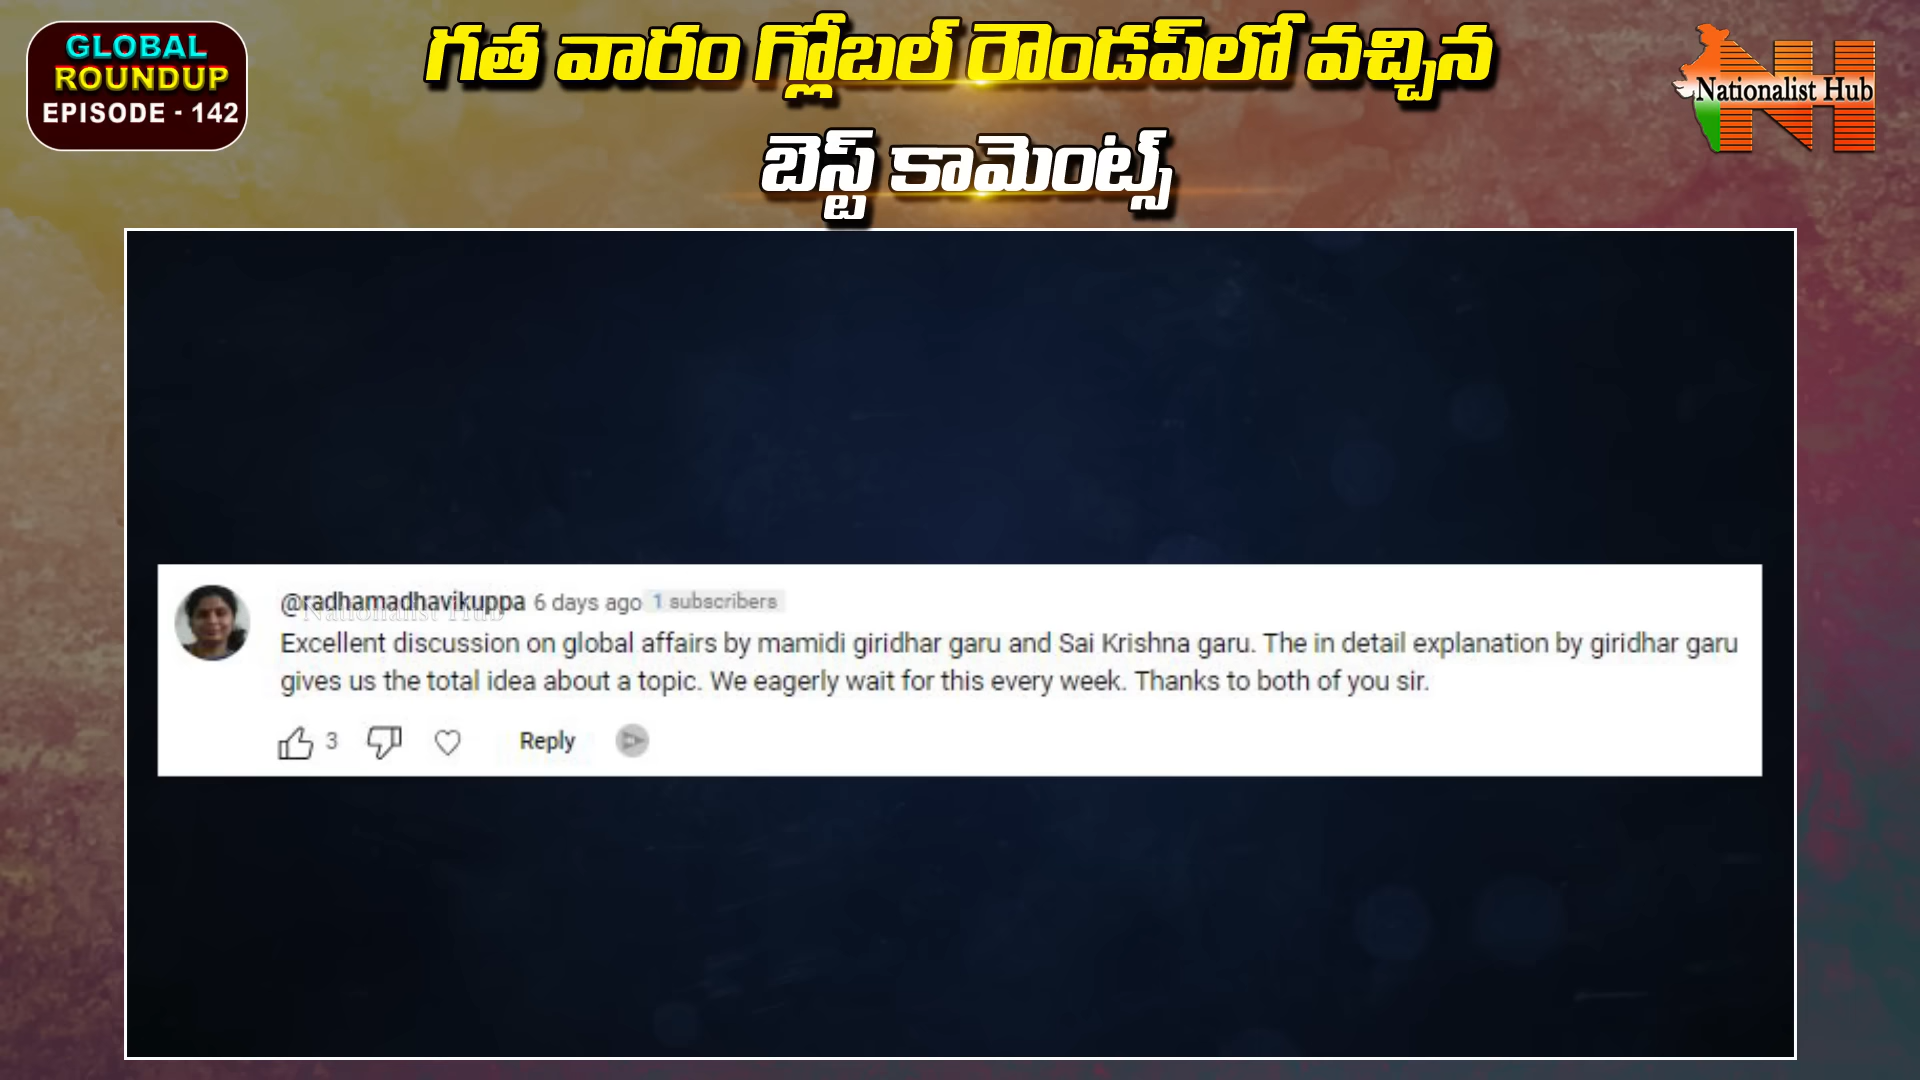 GLOBAL
ROUNDUP
EPISODE - 142
గత వారం గ్లోబల్ రౌండప్‌లో వచ్చిన
బెస్ట్ కామెంట్స్
Nationalist Hub
@radhamadhavikuppa 6 days ago 1 subscribers
Nationalist Hub
Excellent discussion on global affairs by mamidi giridhar garu and Sai Krishna garu. The in detail explanation by giridhar garu
gives us the total idea about a topic. We eagerly wait for this every week. Thanks to both of you sir.
3 Reply